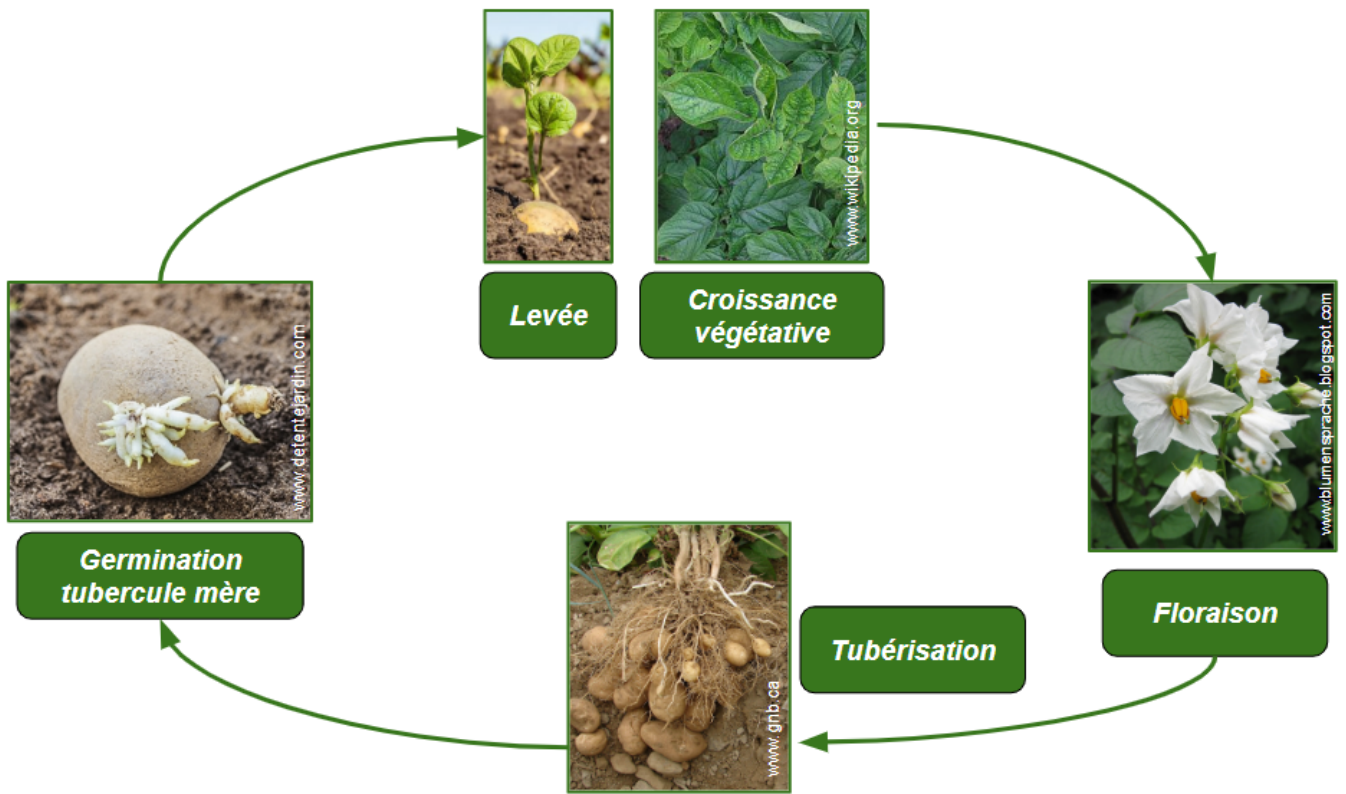 www.wikipedia.org
Levée
Croissance
végétative
www.detentejardin.com
Germination
tubercule mère
www.blumensprache.blogspot.com
Floraison
Tubérisation
www.gnb.ca